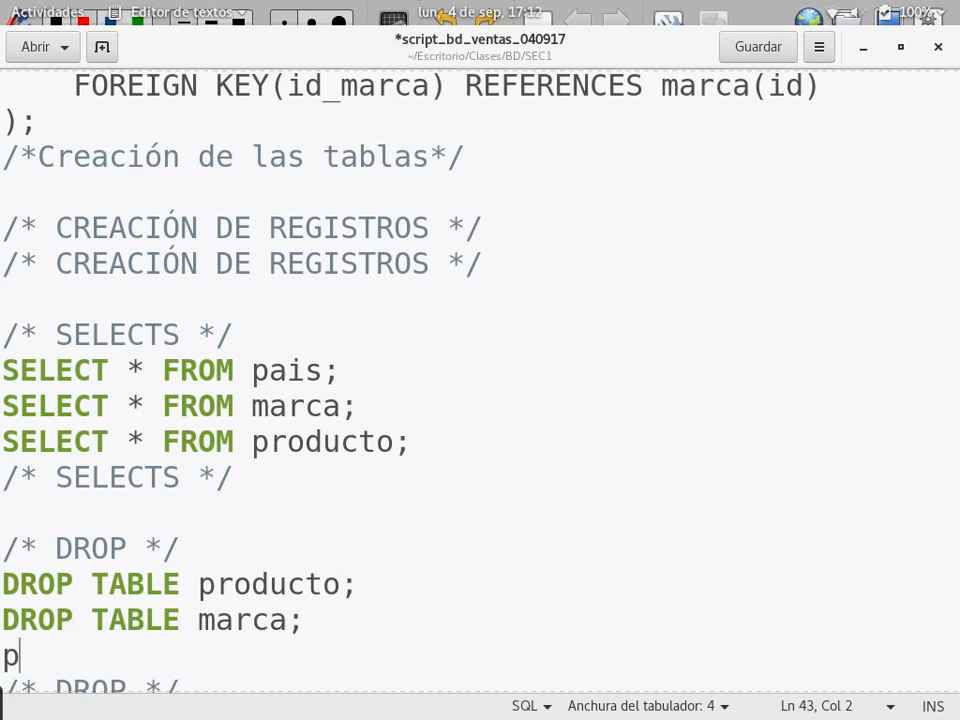 Actividades Editor de textos lun, 4 de sep, 17:12 100%
Abrir *script_bd_ventas_040917 Guardar
~/Escritorio/Clases/BD/SEC1
FOREIGN KEY(id_marca) REFERENCES marca(id)
);
/*Creación de las tablas*/
/* CREACIÓN DE REGISTROS */
/* CREACIÓN DE REGISTROS */
/* SELECTS */
SELECT * FROM pais;
SELECT * FROM marca;
SELECT * FROM producto;
/* SELECTS */
/* DROP */
DROP TABLE producto;
DROP TABLE marca;
p
/* DROP */
SQL Anchura del tabulador: 4 Ln 43, Col 2 INS